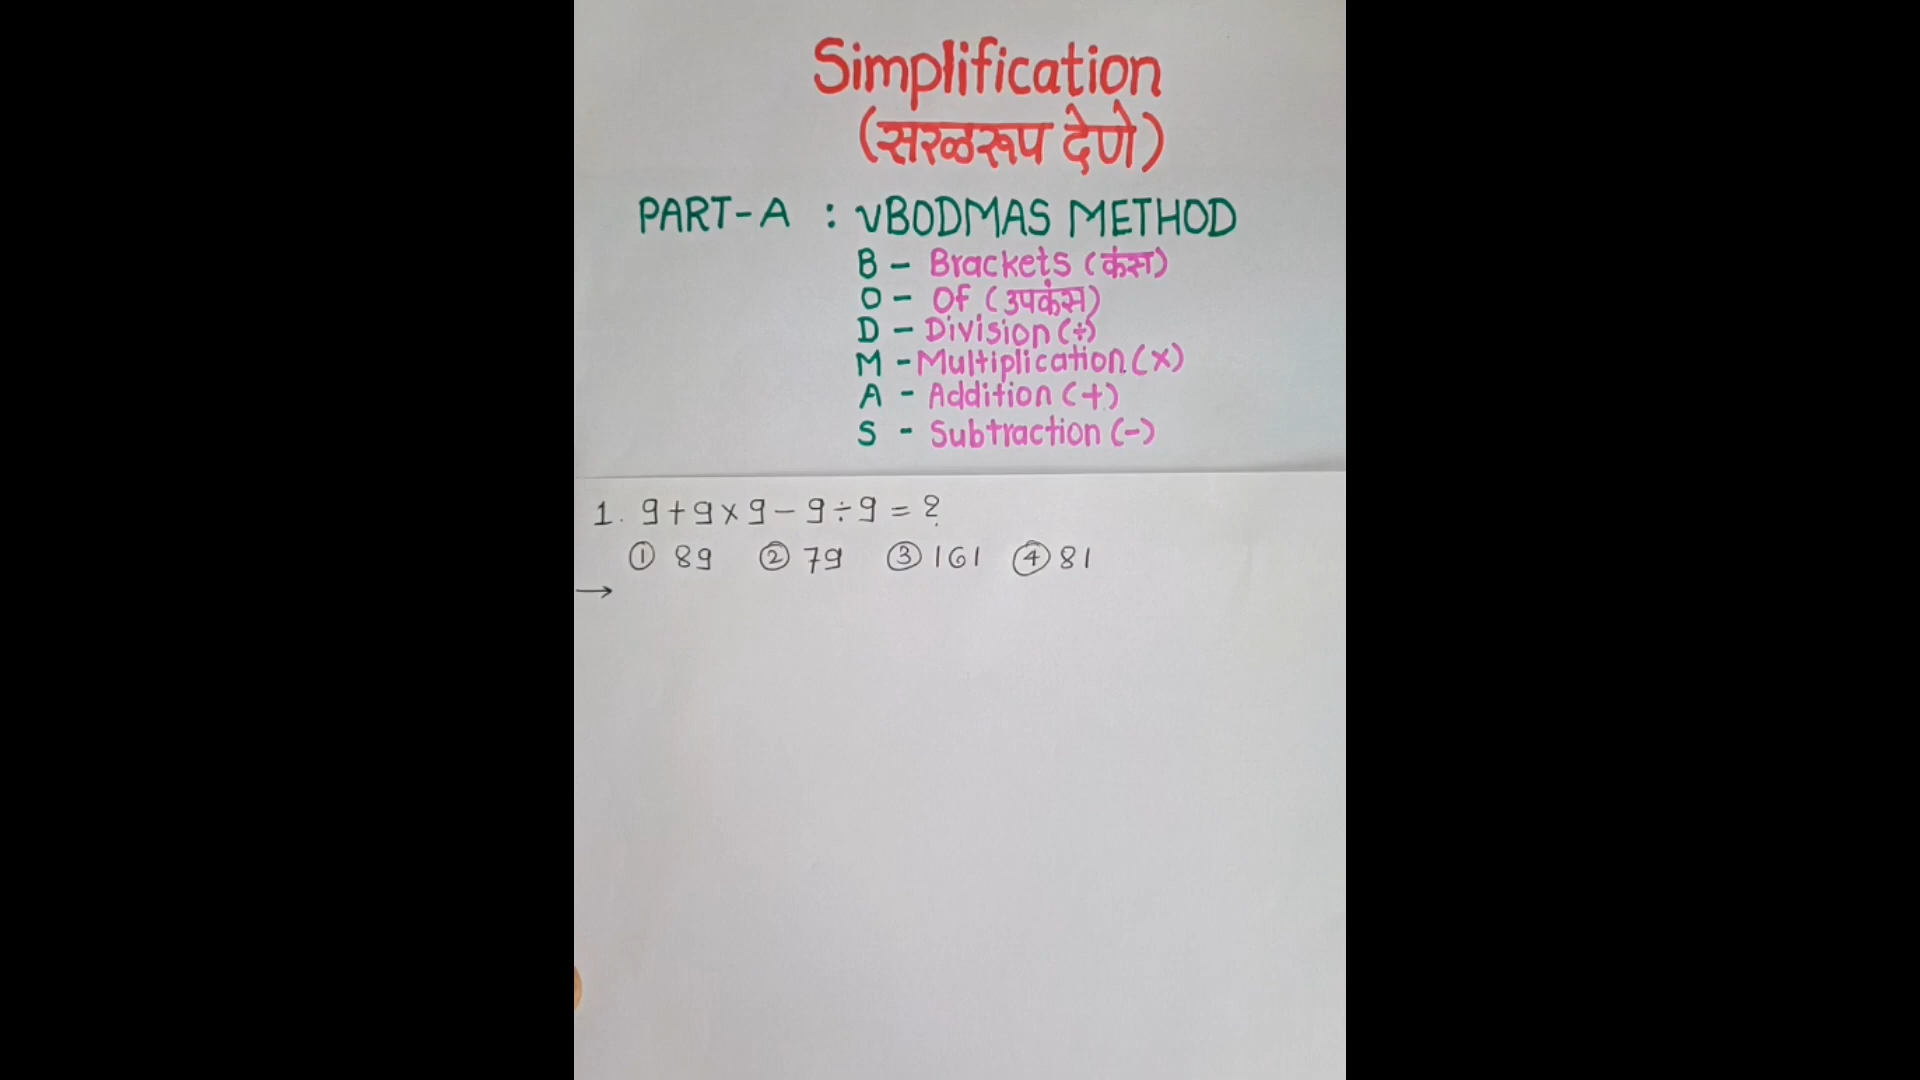 Simplification
(सरळरूप देणे)
PART-A : vBODMAS METHOD
B - Brackets (कंस)
O - Of (उपकंस)
D - Division (÷)
M - Multiplication (×)
A - Addition (+)
S - Subtraction (-)
1. 9+9×9-9÷9=?
① 89 ② 79 ③ 161 ④ 81
→